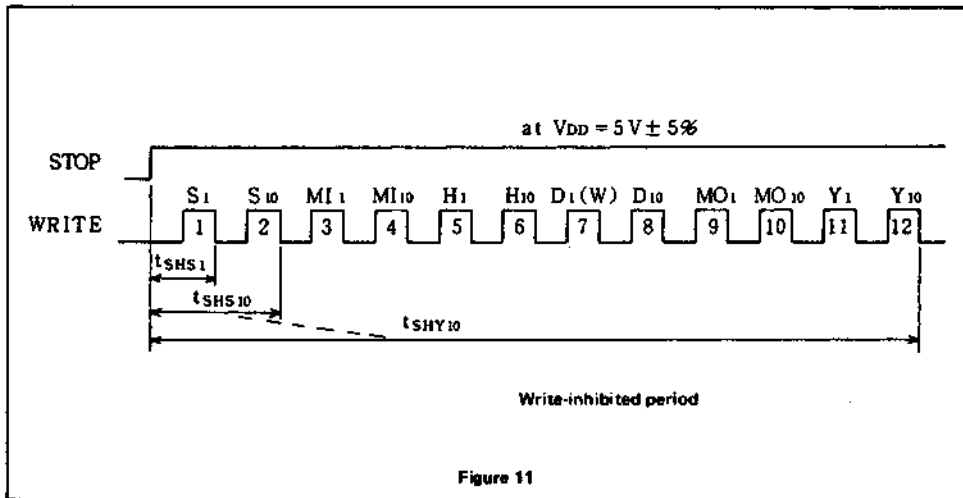 at VDD = 5V ± 5%
STOP
S1 S10 MI1 MI10 H1 H10 D1(W) D10 MO1 MO10 Y1 Y10
WRITE 1 2 3 4 5 6 7 8 9 10 11 12
tSHS1
tSHS10
tSHY10
Write-inhibited period
Figure 11